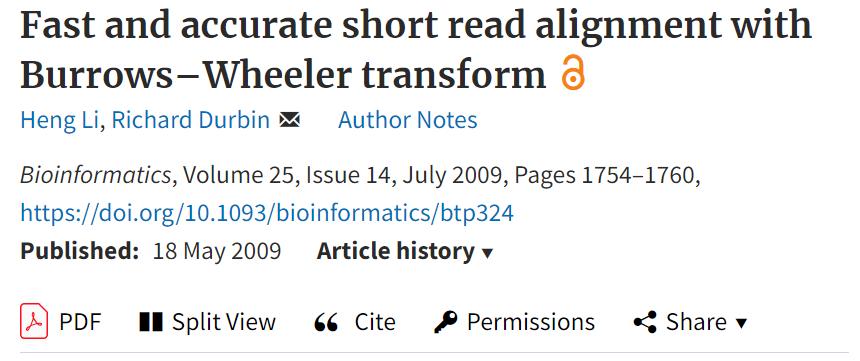 Fast and accurate short read alignment with
Burrows–Wheeler transform
Heng Li, Richard Durbin Author Notes
Bioinformatics, Volume 25, Issue 14, July 2009, Pages 1754–1760,
https://doi.org/10.1093/bioinformatics/btp324
Published: 18 May 2009 Article history ▼
PDF Split View Cite Permissions Share ▼